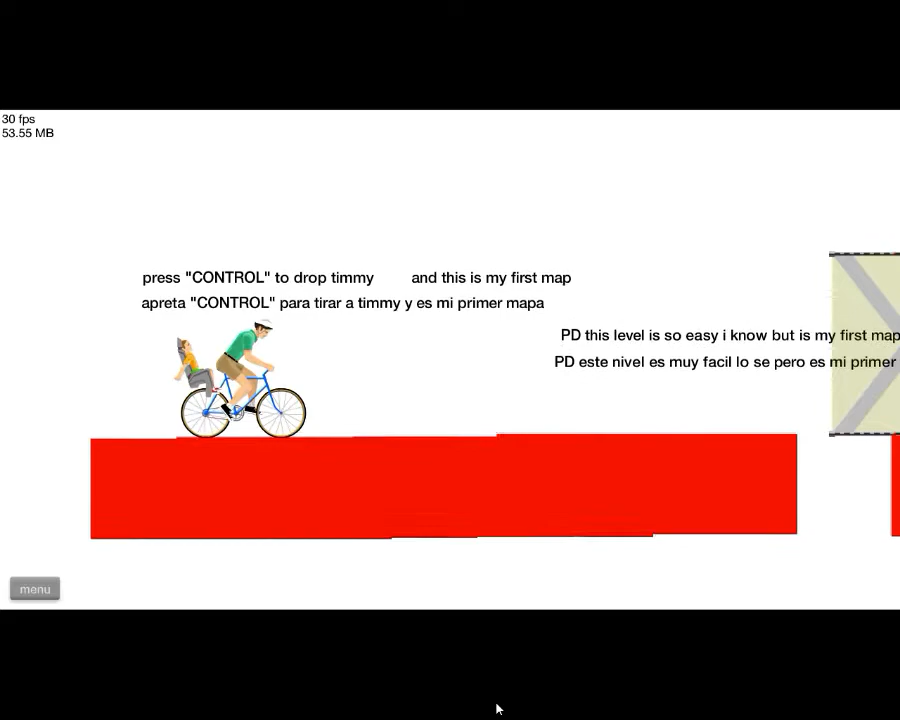 30 fps
53.55 MB
press "CONTROL" to drop timmy and this is my first map
apreta "CONTROL" para tirar a timmy y es mi primer mapa
PD this level is so easy i know but is my first map
PD este nivel es muy facil lo se pero es mi primer
menu